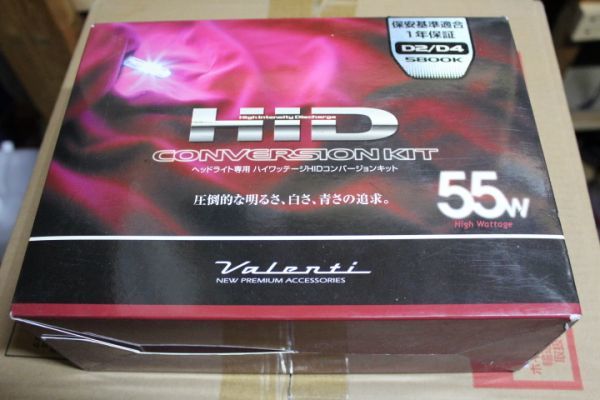 保安基準適合
1年保証
D2/D4
5800K
HID
High Intensity Discharge
CONVERSION KIT
ヘッドライト専用 ハイワッテージHIDコンバージョンキット
圧倒的な明るさ、白さ、青さの追求。
55W
High Wattage
Valenti
NEW PREMIUM ACCESSORIES